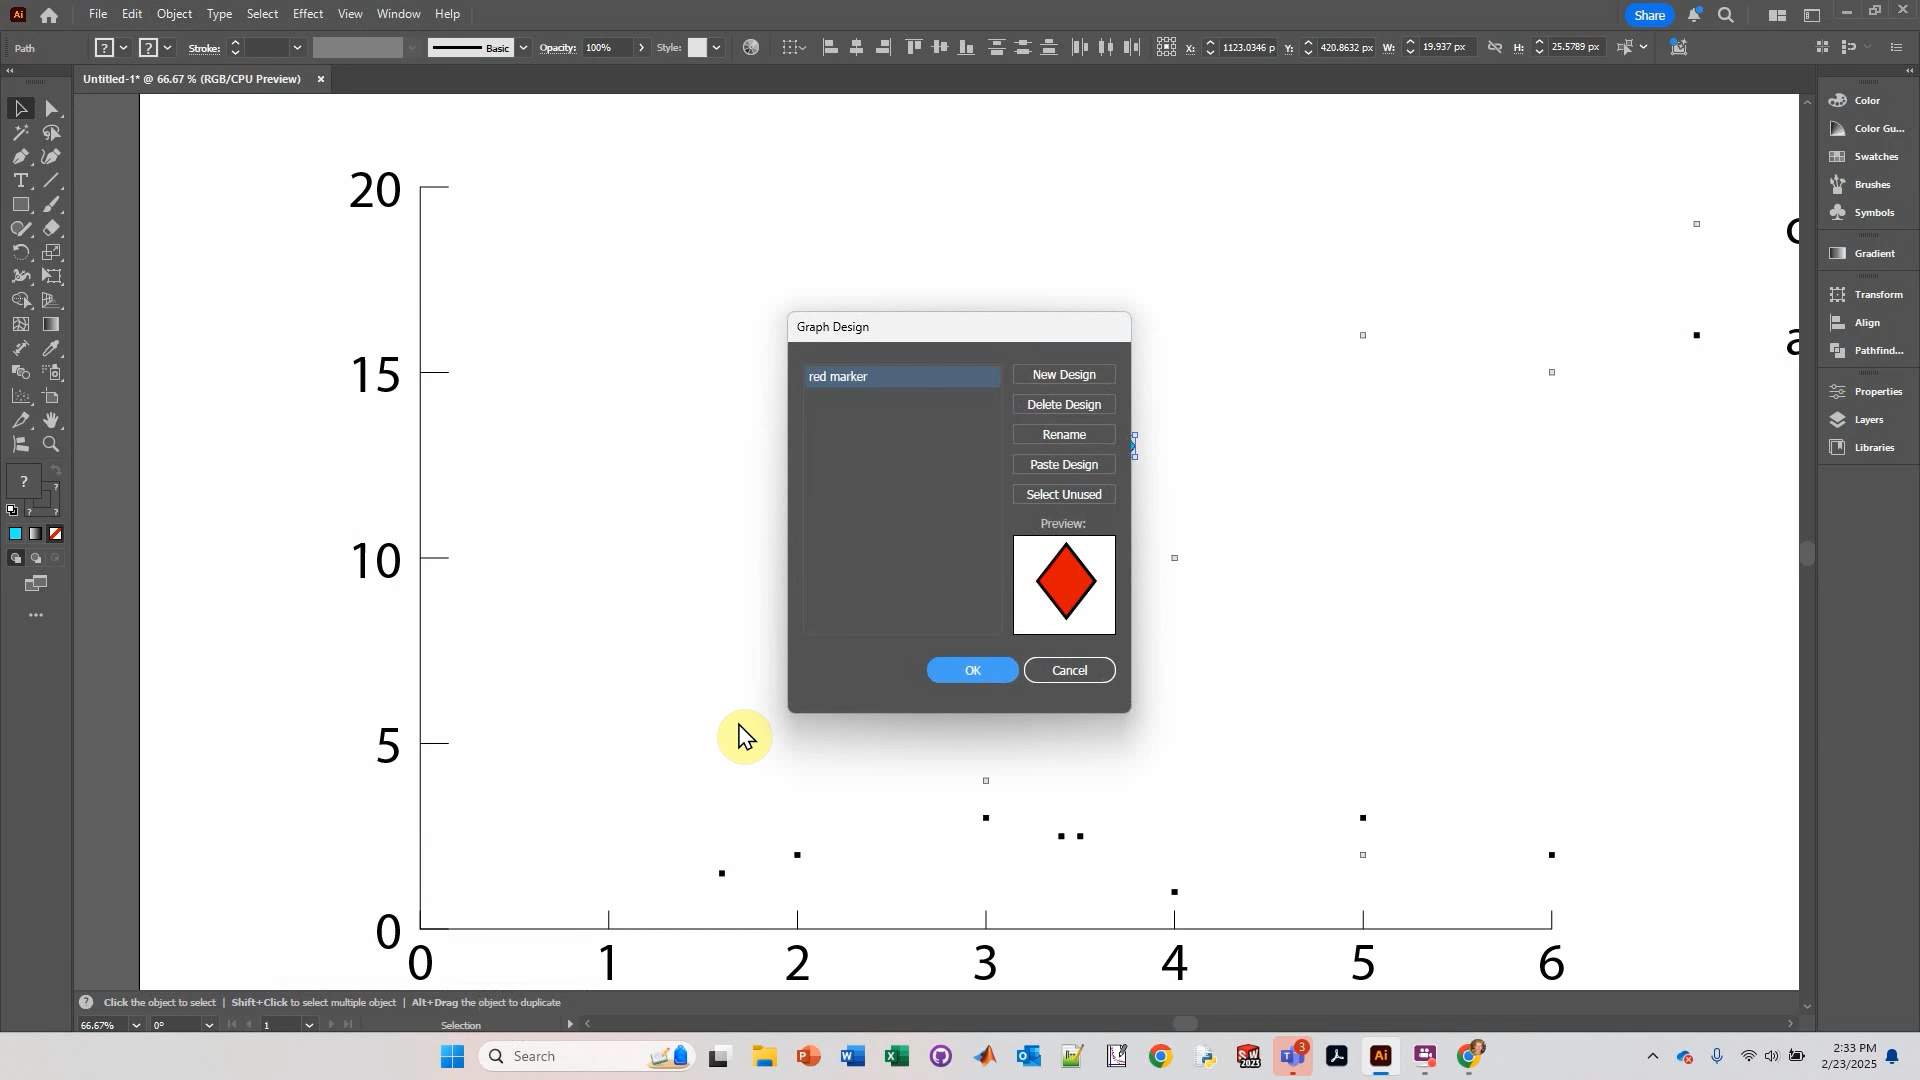 Ai File Edit Object Type Select Effect View Window Help Share
Path ? ? Stroke: Basic Opacity: 100% Style: X: 1123.0346 p Y: 420.8632 px W: 19.937 px H: 25.5789 px
Untitled-1* @ 66.67 % (RGB/CPU Preview) ×
Color
Color Gu...
Swatches
Brushes
Symbols
Gradient
Transform
Align
Pathfind...
Properties
Layers
Libraries
20
15
10
5
0
0 1 2 3 4 5 6
a
Graph Design
red marker
New Design
Delete Design
Rename
Paste Design
Select Unused
Preview:
OK Cancel
?
? Click the object to select | Shift+Click to select multiple object | Alt+Drag the object to duplicate
66.67% 0° 1 Selection
Search
3
2:33 PM
2/23/2025